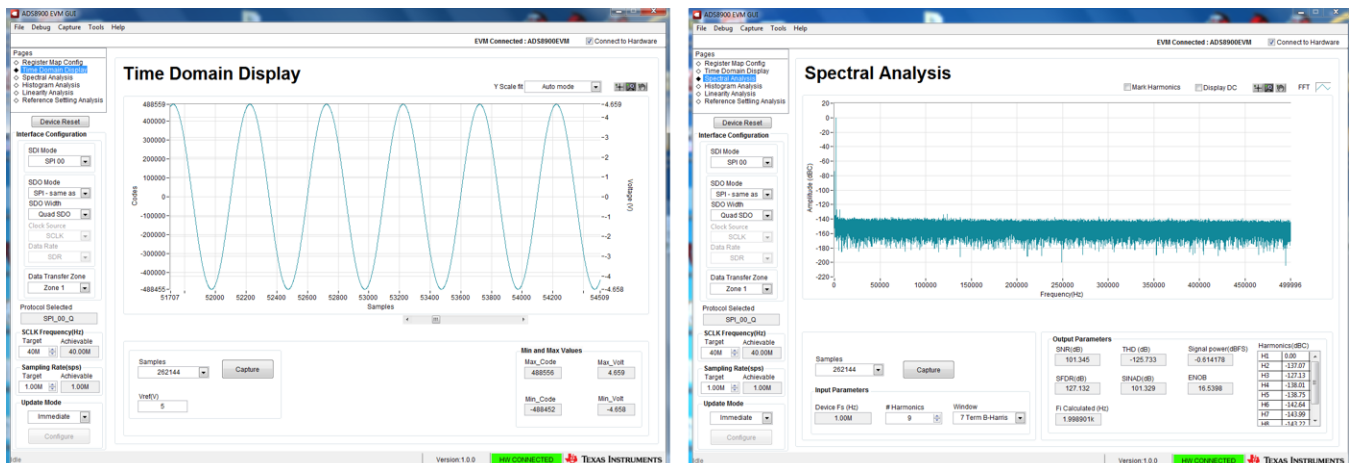 ADS8900 EVM GUI
File Debug Capture Tools Help
EVM Connected : ADS8900EVM Connect to Hardware
Pages
Register Map Config
Time Domain Display
Spectral Analysis
Histogram Analysis
Linearity Analysis
Reference Settling Analysis
Device Reset
Interface Configuration
SDI Mode
SPI 00
SDO Mode
SPI - same as
SDO Width
Quad SDO
Clock Source
SCLK
Data Rate
SDR
Data Transfer Zone
Zone 1
Protocol Selected
SPI_00_Q
SCLK Frequency(Hz)
Target Achievable
40M 40.00M
Sampling Rate(sps)
Target Achievable
1.00M 1.00M
Update Mode
Immediate
Configure
Idle
Time Domain Display
Y Scale fit Auto mode
488559
400000
300000
200000
100000
0
-100000
-200000
-300000
-400000
-488455
Codes
4.659
-4
-3
-2
-1
-0
--1
--2
--3
--4
-4.658
Voltage (V)
51707 52000 52200 52400 52600 52800 53000 53200 53400 53600 53800 54000 54200 54509
Samples
Samples
262144
Capture
Vref(V)
5
Min and Max Values
Max_Code Max_Volt
488556 4.659
Min_Code Min_Volt
-488452 -4.658
Version:1.0.0 HW CONNECTED TEXAS INSTRUMENTS
ADS8900 EVM GUI
File Debug Capture Tools Help
EVM Connected : ADS8900EVM Connect to Hardware
Pages
Register Map Config
Time Domain Display
Spectral Analysis
Histogram Analysis
Linearity Analysis
Reference Settling Analysis
Device Reset
Interface Configuration
SDI Mode
SPI 00
SDO Mode
SPI - same as
SDO Width
Quad SDO
Clock Source
SCLK
Data Rate
SDR
Data Transfer Zone
Zone 1
Protocol Selected
SPI_00_Q
SCLK Frequency(Hz)
Target Achievable
40M 40.00M
Sampling Rate(sps)
Target Achievable
1.00M 1.00M
Update Mode
Immediate
Configure
Idle
Spectral Analysis
Mark Harmonics Display DC FFT
20
0
-20
-40
-60
-80
-100
-120
-140
-160
-180
-200
-220
Amplitude (dBC)
0 50000 100000 150000 200000 250000 300000 350000 400000 450000 499996
Frequency(Hz)
Samples
262144
Capture
Input Parameters
Device Fs (Hz) # Harmonics Window
1.00M 9 7 Term B-Harris
Output Parameters
SNR(dB) THD (dB) Signal power(dBFS)
101.345 -125.733 -0.614178
SFDR(dB) SINAD(dB) ENOB
127.132 101.329 16.5398
Fi Calculated (Hz)
1.998901k
Harmonics(dBC)
H1 0.00
H2 -137.07
H3 -127.13
H4 -138.01
H5 -138.75
H6 -142.64
H7 -143.99
H8 -143.22
Version:1.0.0 HW CONNECTED TEXAS INSTRUMENTS